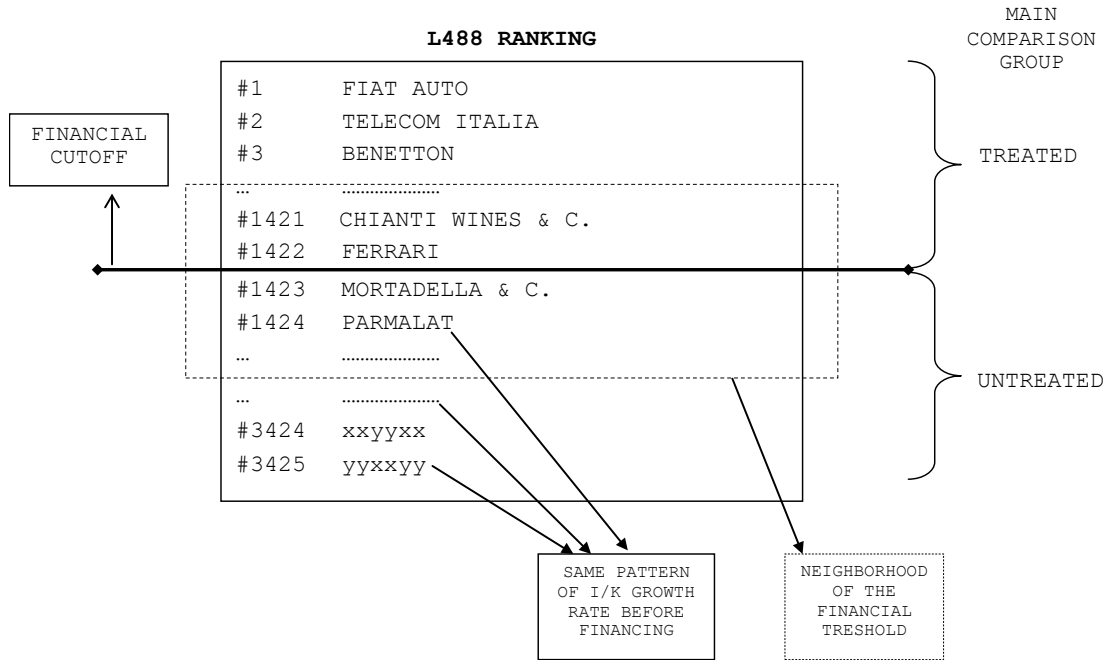 MAIN
COMPARISON
GROUP
L488 RANKING
FINANCIAL
CUTOFF
#1 FIAT AUTO
#2 TELECOM ITALIA
#3 BENETTON
… …………………
#1421 CHIANTI WINES & C.
#1422 FERRARI
#1423 MORTADELLA & C.
#1424 PARMALAT
… …………………
… …………………
#3424 xxyyxx
#3425 yyxxyy
TREATED
UNTREATED
SAME PATTERN
OF I/K GROWTH
RATE BEFORE
FINANCING
NEIGHBORHOOD
OF THE
FINANCIAL
TRESHOLD